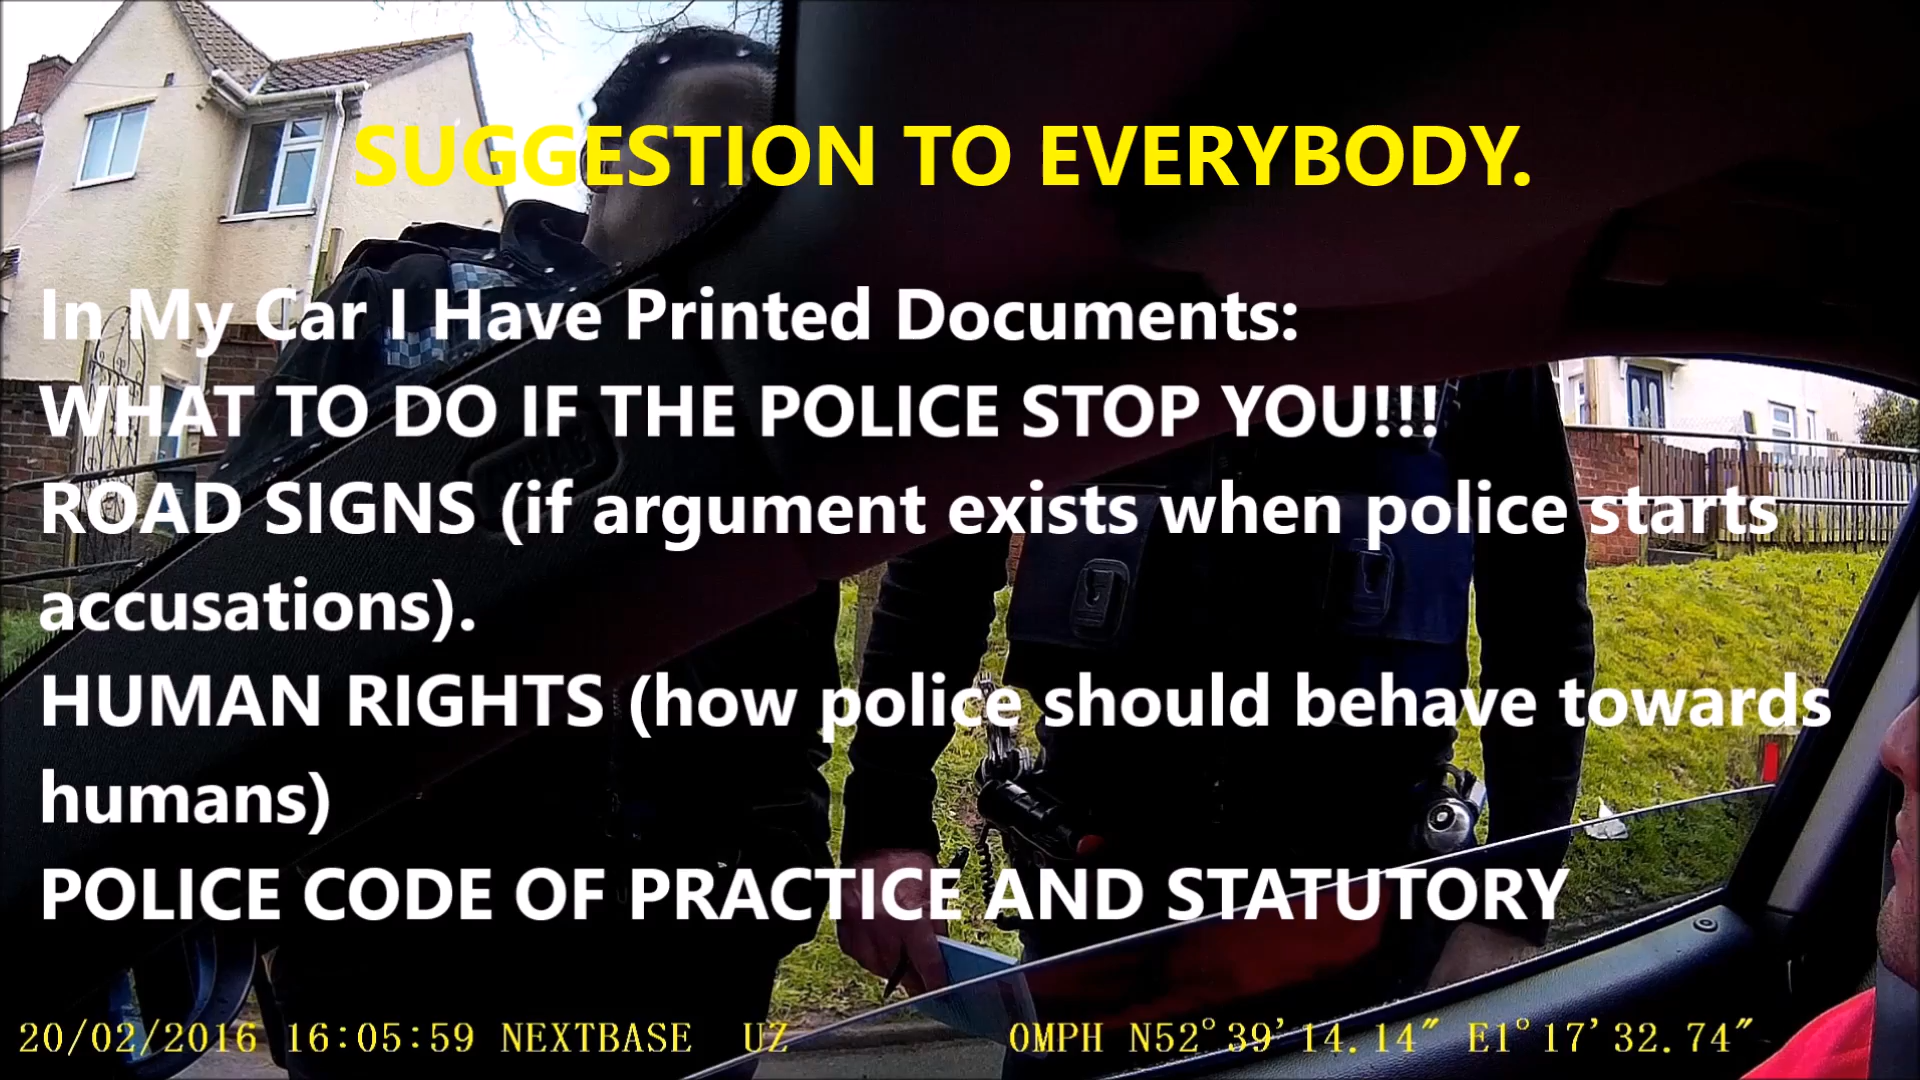 SUGGESTION TO EVERYBODY.
In My Car I Have Printed Documents:
WHAT TO DO IF THE POLICE STOP YOU!!!
ROAD SIGNS (if argument exists when police starts
accusations).
HUMAN RIGHTS (how police should behave towards
humans)
POLICE CODE OF PRACTICE AND STATUTORY
20/02/2016 16:05:59 NEXTBASE UZ 0MPH N52°39'14.14" E1°17'32.74"